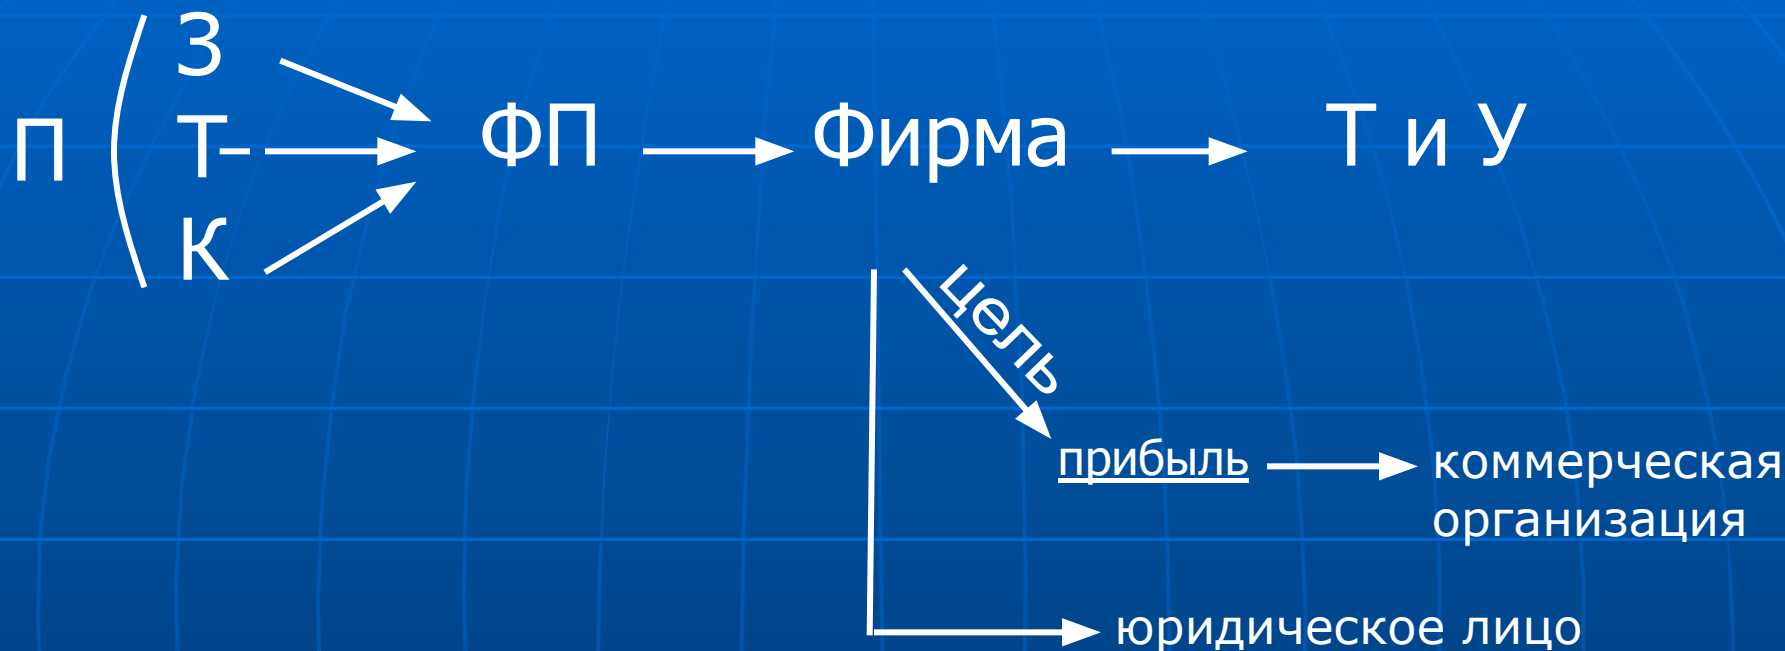 З
П Т– ФП Фирма Т и У
К
цель
прибыль коммерческая
организация
юридическое лицо